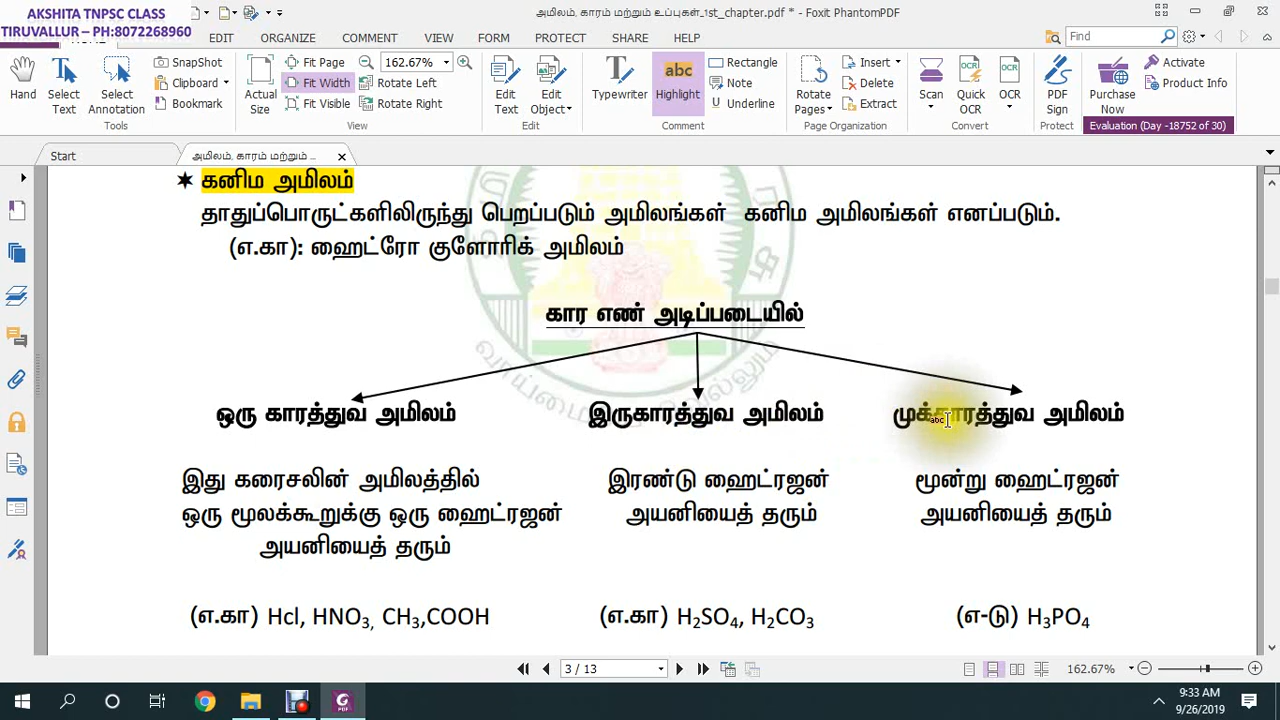 AKSHITA TNPSC CLASS
TIRUVALLUR – PH:8072268960
அமிலம், காரம் மற்றும் உப்புகள்_1st_chapter.pdf * - Foxit PhantomPDF
EDIT ORGANIZE COMMENT VIEW FORM PROTECT SHARE HELP Find
SnapShot Fit Page 162.67% Rectangle Insert Activate
Clipboard Fit Width Rotate Left Note Delete Product Info
Bookmark Fit Visible Rotate Right Underline Extract
Hand Select Text Select Annotation Actual Size Edit Text Edit Object Typewriter Highlight Rotate Pages Scan Quick OCR OCR PDF Sign Purchase Now
Tools View Edit Comment Page Organization Convert Protect Evaluation (Day -18752 of 30)
Start அமிலம், காரம் மற்றும் ...
✶ கனிம அமிலம்
தாதுப்பொருட்களிலிருந்து பெறப்படும் அமிலங்கள் கனிம அமிலங்கள் எனப்படும்.
(எ.கா): ஹைட்ரோ குளோரிக் அமிலம்
கார எண் அடிப்படையில்
ஒரு காரத்துவ அமிலம் இருகாரத்துவ அமிலம் முக்காரத்துவ அமிலம்
இது கரைசலின் அமிலத்தில் இரண்டு ஹைட்ரஜன் மூன்று ஹைட்ரஜன்
ஒரு மூலக்கூறுக்கு ஒரு ஹைட்ரஜன் அயனியைத் தரும் அயனியைத் தரும்
அயனியைத் தரும்
(எ.கா) Hcl, HNO₃, CH₃,COOH (எ.கா) H₂SO₄, H₂CO₃ (எ-டு) H₃PO₄
3 / 13 162.67%
9:33 AM
9/26/2019